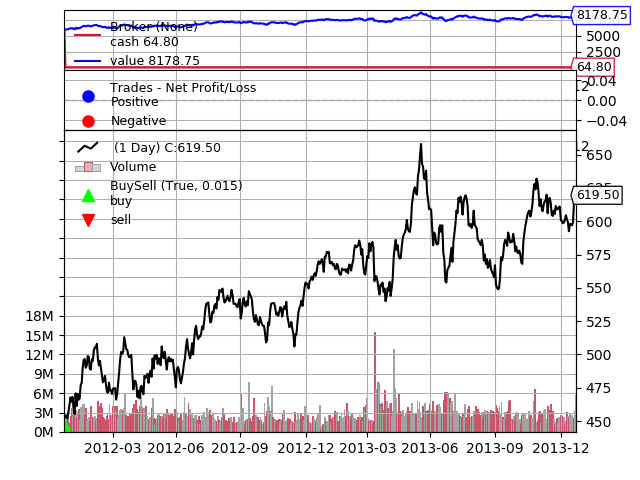 Broker (None)
cash 64.80
value 8178.75
8178.75
5000
2500
64.80
Trades - Net Profit/Loss
Positive
Negative
0.04
0.00
−0.04
(1 Day) C:619.50
Volume
BuySell (True, 0.015)
buy
sell
650
619.50
600
575
550
525
500
475
450
18M
15M
12M
9M
6M
3M
0M
2012-03
2012-06
2012-09
2012-12
2013-03
2013-06
2013-09
2013-12